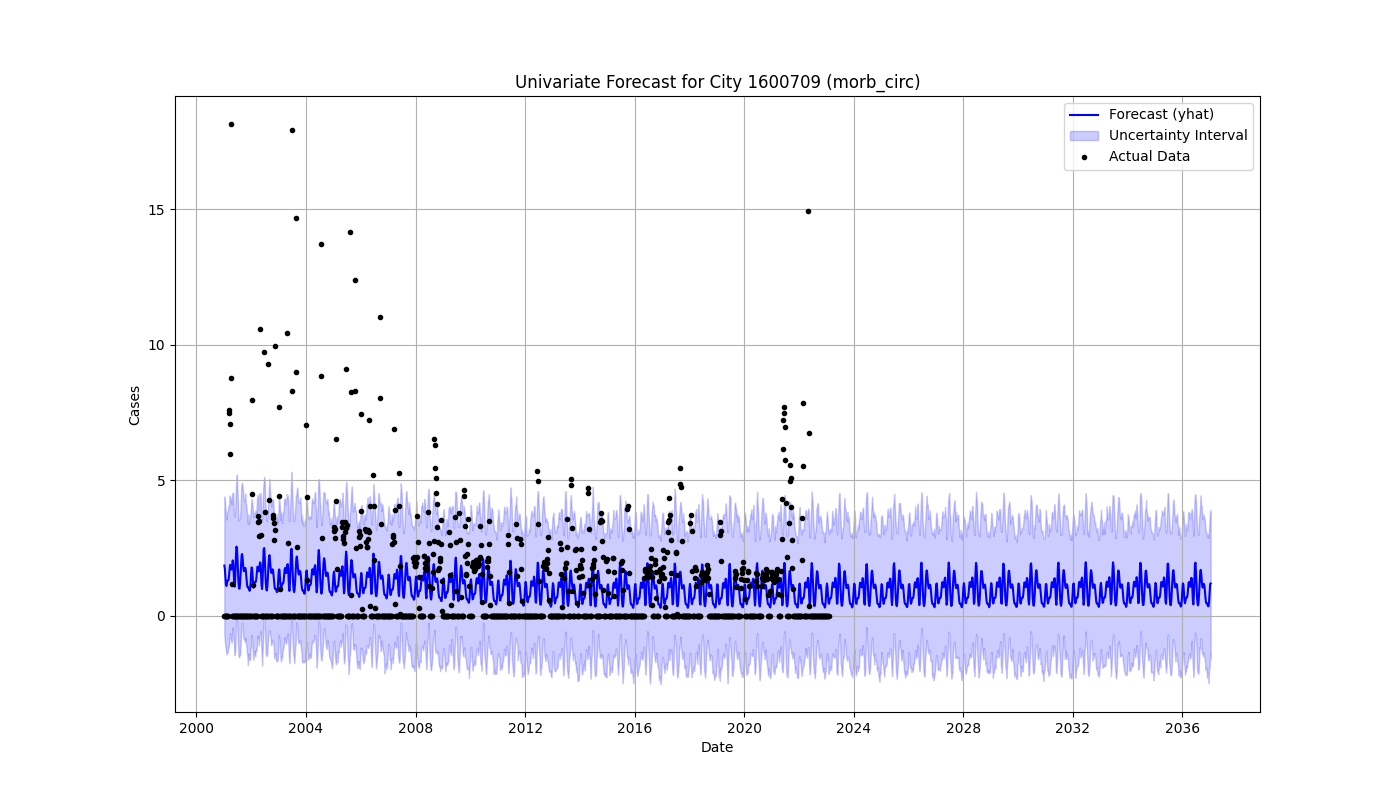 Univariate Forecast for City 1600709 (morb_circ)
Forecast (yhat)
Uncertainty Interval
Actual Data
Cases
15
10
5
0
2000 2004 2008 2012 2016 2020 2024 2028 2032 2036
Date